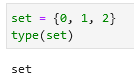 set = {0, 1, 2}
type(set)
set